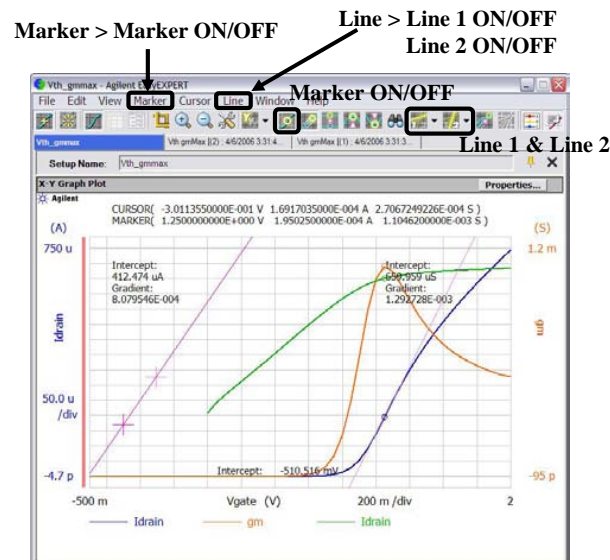 Marker > Marker ON/OFF
Line > Line 1 ON/OFF
Line 2 ON/OFF
Vth_gmmax - Agilent EasyEXPERT
File Edit View Marker Cursor Line Window Help
Marker ON/OFF
Line 1 & Line 2
Vth_gmmax
Vth gmMax [(2) ; 4/6/2006 3:31:4...
Vth gmMax [(1) ; 4/6/2006 3:31:3...
Setup Name: Vth_gmmax
X-Y Graph Plot
Properties...
Agilent
CURSOR( -3.0113550000E-001 V 1.6917035000E-004 A 2.7067249226E-004 S )
MARKER( 1.2500000000E+000 V 1.9502500000E-004 A 1.1046200000E-003 S )
(A)
(S)
750 u
1.2 m
Intercept:
412.474 uA
Gradient:
8.079546E-004
Intercept:
659.959 uS
Gradient:
1.292728E-003
Idrain
gm
50.0 u
/div
Intercept: -510.516 mV
-4.7 p
-95 p
-500 m
Vgate (V)
200 m /div
2
Idrain
gm
Idrain